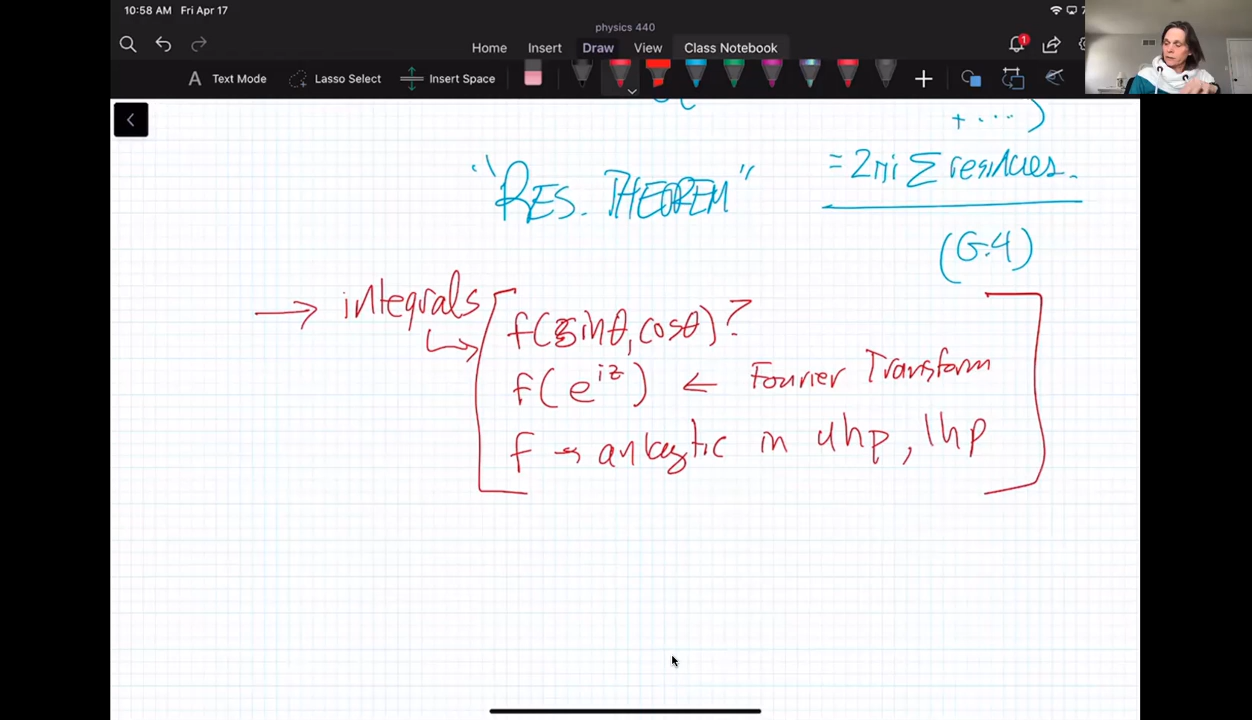 10:58 AM Fri Apr 17
physics 440
Home Insert Draw View Class Notebook
1
A Text Mode Lasso Select Insert Space
+ .... )
= 2πi ∑ residues.
"RES. THEOREM"
(G.4)
→ integrals
f(sinθ, cosθ)?
f(e^{iz}) ← Fourier Transform
f → analytic in uhp, lhp